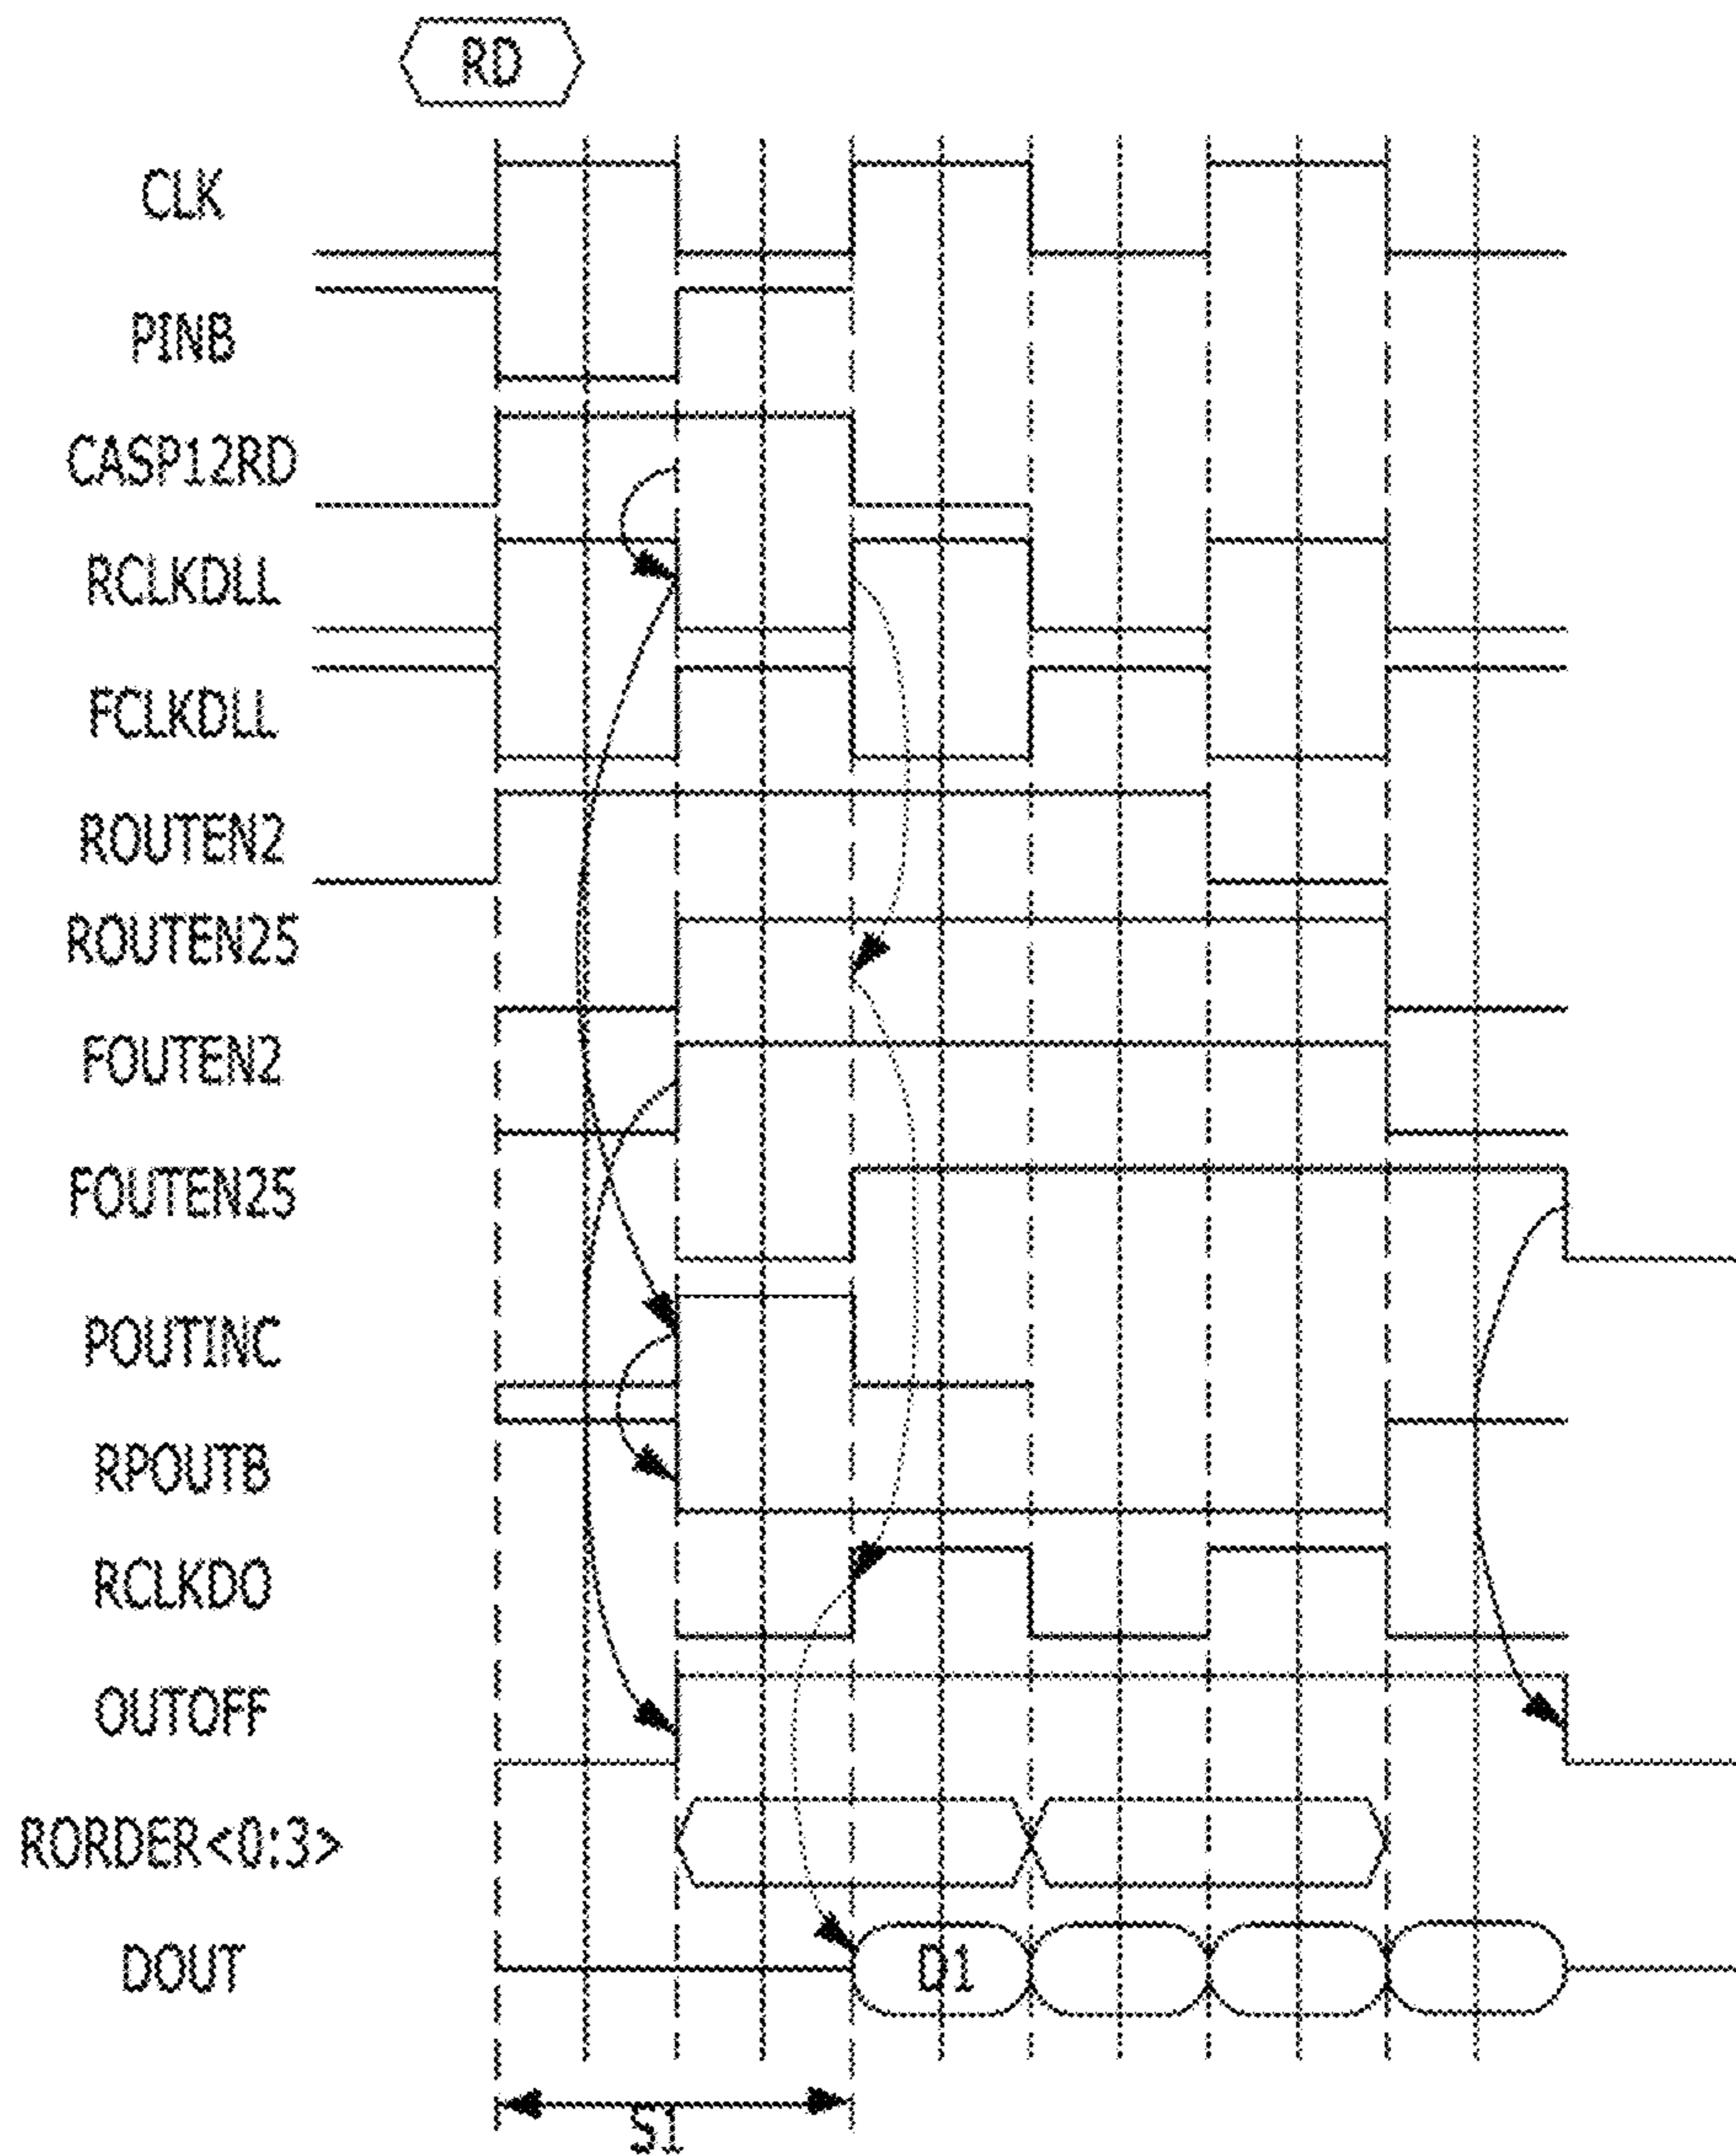 RD
CLK
PINB
CASP12RD
RCLKDLL
FCLKDLL
ROUTEN2
ROUTEN25
FOUTEN2
FOUTEN25
POUTINC
RPOUTB
RCLKDO
OUTOFF
RORDER<0:3>
DOUT
D1
S1